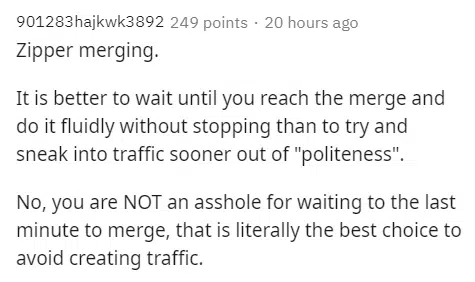 901283hajkwk3892 249 points · 20 hours ago
Zipper merging.
It is better to wait until you reach the merge and
do it fluidly without stopping than to try and
sneak into traffic sooner out of "politeness".
No, you are NOT an asshole for waiting to the last
minute to merge, that is literally the best choice to
avoid creating traffic.